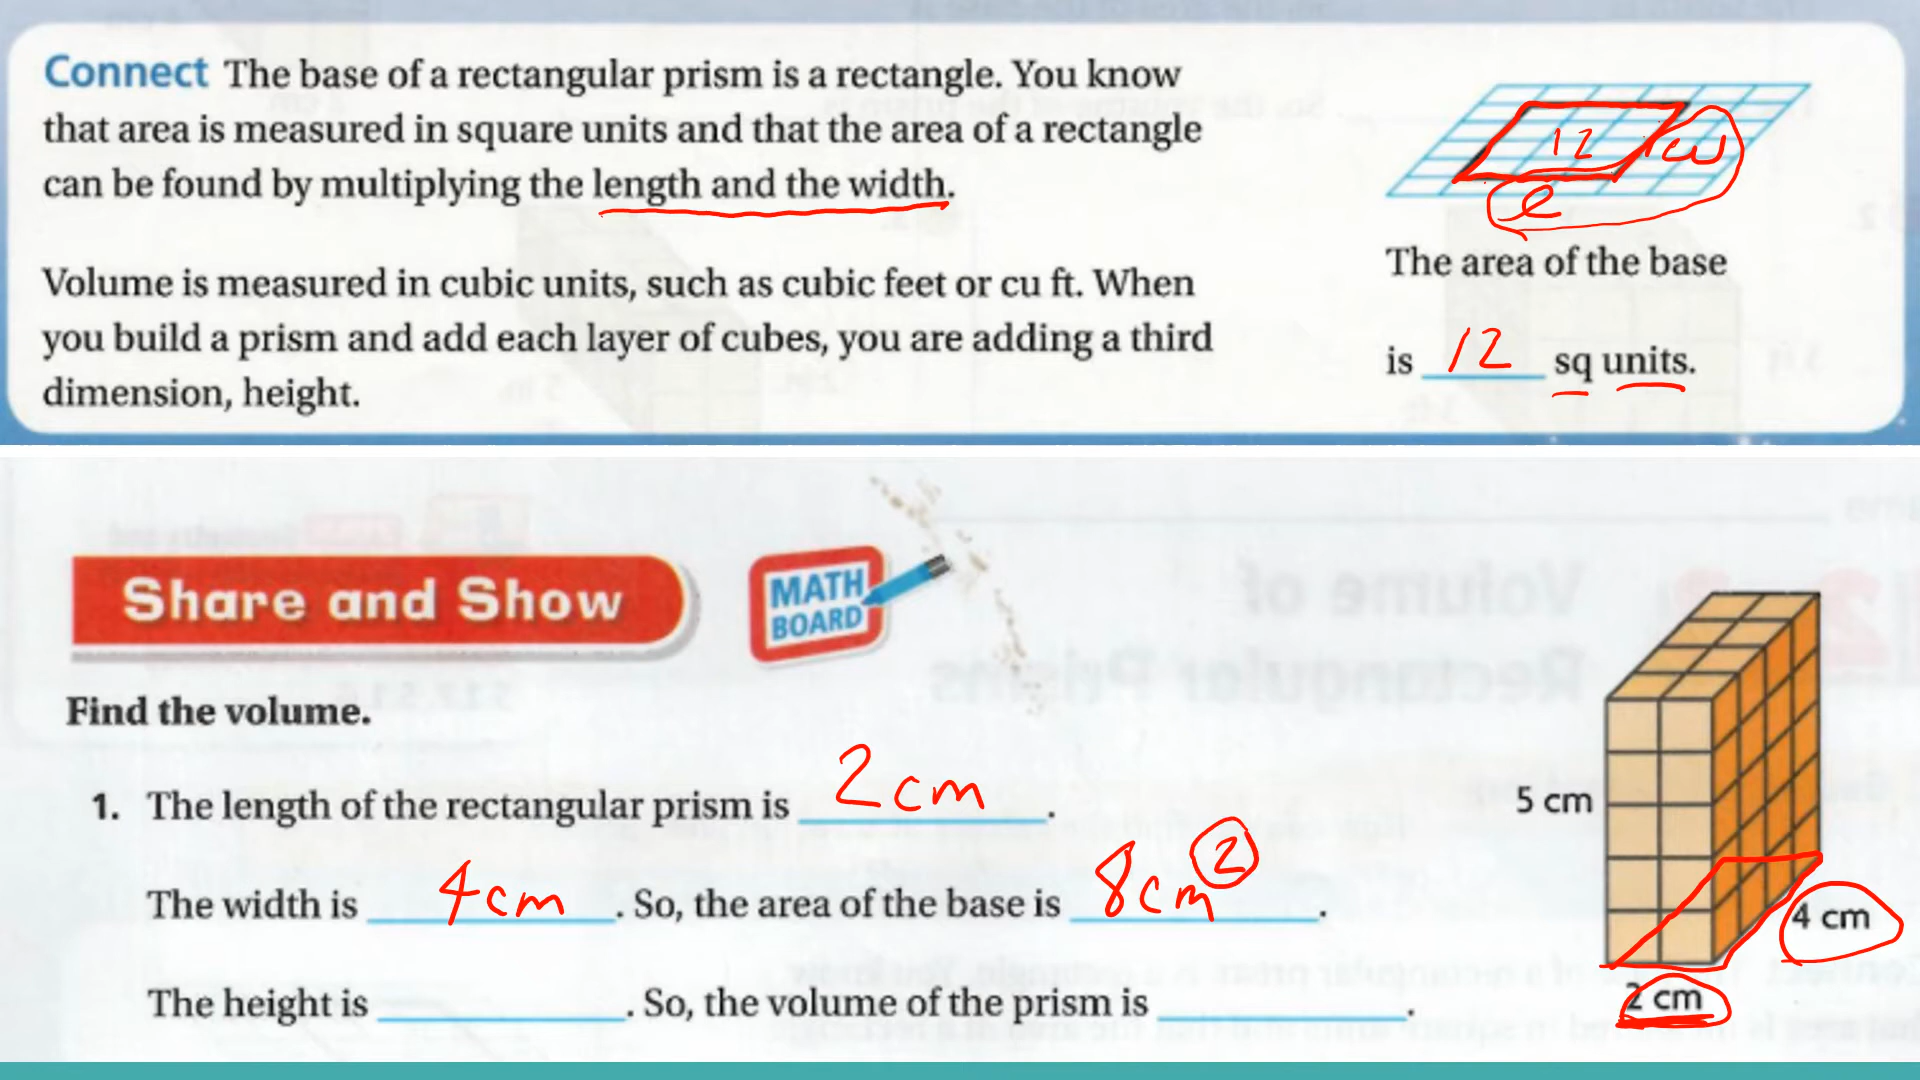 Connect The base of a rectangular prism is a rectangle. You know
that area is measured in square units and that the area of a rectangle
can be found by multiplying the length and the width.
Volume is measured in cubic units, such as cubic feet or cu ft. When
you build a prism and add each layer of cubes, you are adding a third
dimension, height.
12
w
l
The area of the base
is 12 sq units.
Share and Show
MATH
BOARD
Find the volume.
1. The length of the rectangular prism is 2cm.
The width is 4cm. So, the area of the base is 8cm².
The height is ______. So, the volume of the prism is ______.
5 cm
4 cm
2 cm